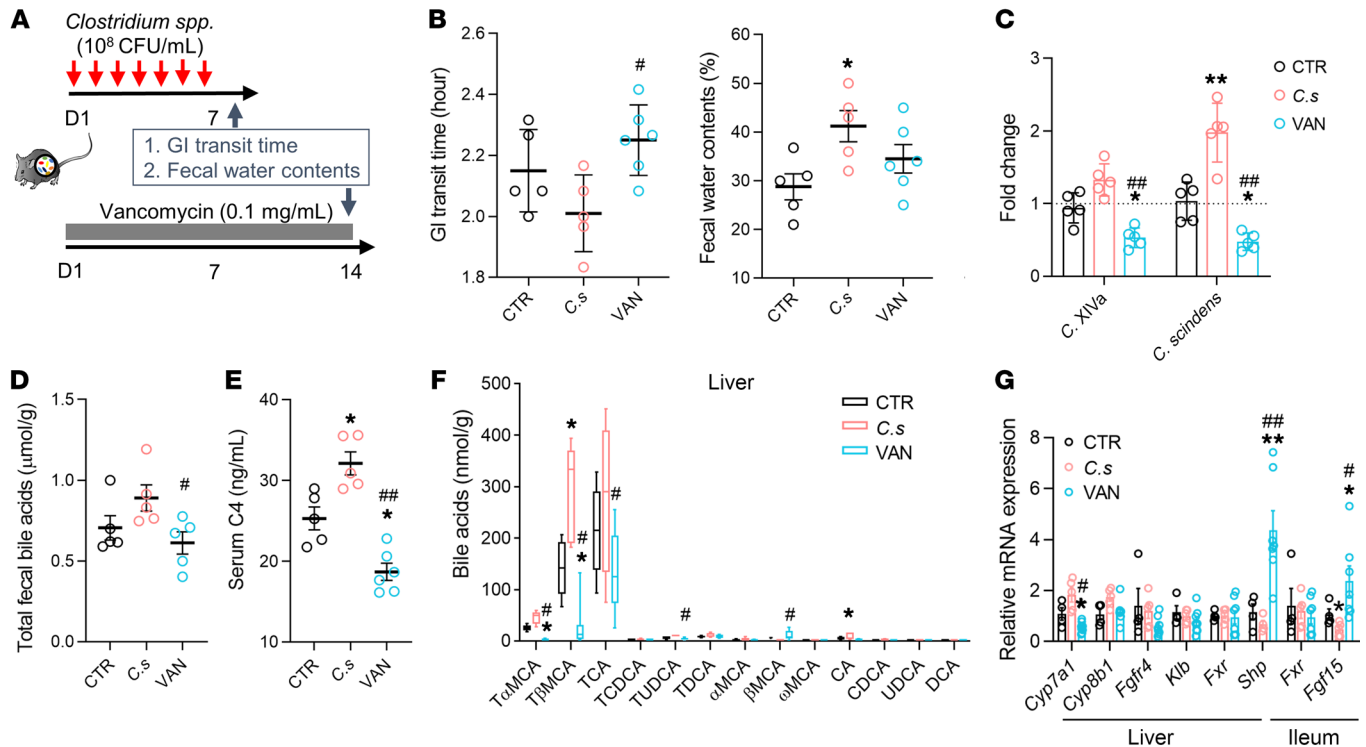 A
Clostridium spp.
(10⁸ CFU/mL)
D1
7
1. GI transit time
2. Fecal water contents
Vancomycin (0.1 mg/mL)
D1
7
14
B
GI transit time (hour)
2.6
2.4
2.2
2.0
1.8
#
CTR
C.s
VAN
Fecal water contents (%)
60
50
40
30
20
10
*
CTR
C.s
VAN
C
Fold change
3
2
1
0
CTR
C.s
VAN
##
*
**
##
*
C. XIVa
C. scindens
D
Total fecal bile acids (μmol/g)
1.5
1.0
0.5
0.0
#
CTR
C.s
VAN
E
Serum C4 (ng/mL)
40
30
20
10
*
##
*
CTR
C.s
VAN
F
Liver
Bile acids (nmol/g)
500
400
300
200
100
0
CTR
C.s
VAN
#
*
*
#
*
#
#
#
*
TαMCA
TβMCA
TCA
TCDCA
TUDCA
TDCA
αMCA
βMCA
ωMCA
CA
CDCA
UDCA
DCA
G
Relative mRNA expression
8
6
4
2
0
CTR
C.s
VAN
#
*
##
**
*
#
*
Cyp7a1
Cyp8b1
Fgfr4
Klb
Fxr
Shp
Fxr
Fgf15
Liver
Ileum